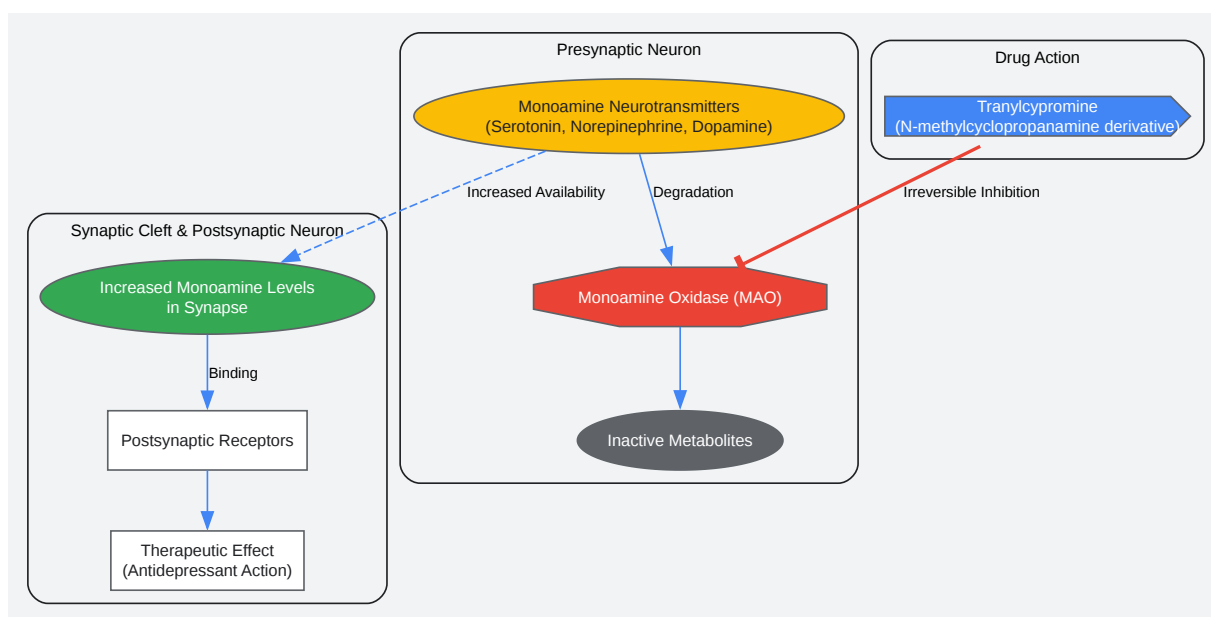 Presynaptic Neuron
Drug Action
Monoamine Neurotransmitters
(Serotonin, Norepinephrine, Dopamine)
Tranylcypromine
(N-methylcyclopropanamine derivative)
Increased Availability
Degradation
Irreversible Inhibition
Synaptic Cleft & Postsynaptic Neuron
Increased Monoamine Levels
in Synapse
Monoamine Oxidase (MAO)
Binding
Postsynaptic Receptors
Inactive Metabolites
Therapeutic Effect
(Antidepressant Action)